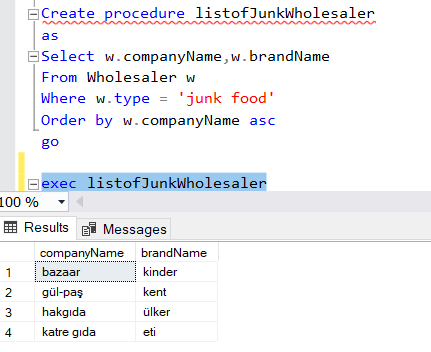 Create procedure listofJunkWholesaler
as
Select w.companyName,w.brandName
From Wholesaler w
Where w.type = 'junk food'
Order by w.companyName asc
go
exec listofJunkWholesaler
100 %
Results Messages
companyName brandName
1 bazaar kinder
2 gül-paş kent
3 hakgıda ülker
4 katre gıda eti